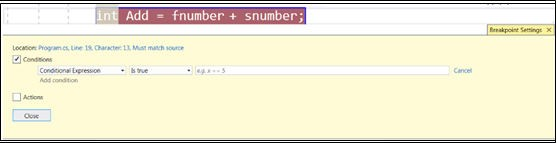 int Add = fnumber + snumber;
Breakpoint Settings
Location: Program.cs, Line: 19, Character: 13, Must match source
Conditions
Conditional Expression Is true e.g. x == 5 Cancel
Add condition
Actions
Close